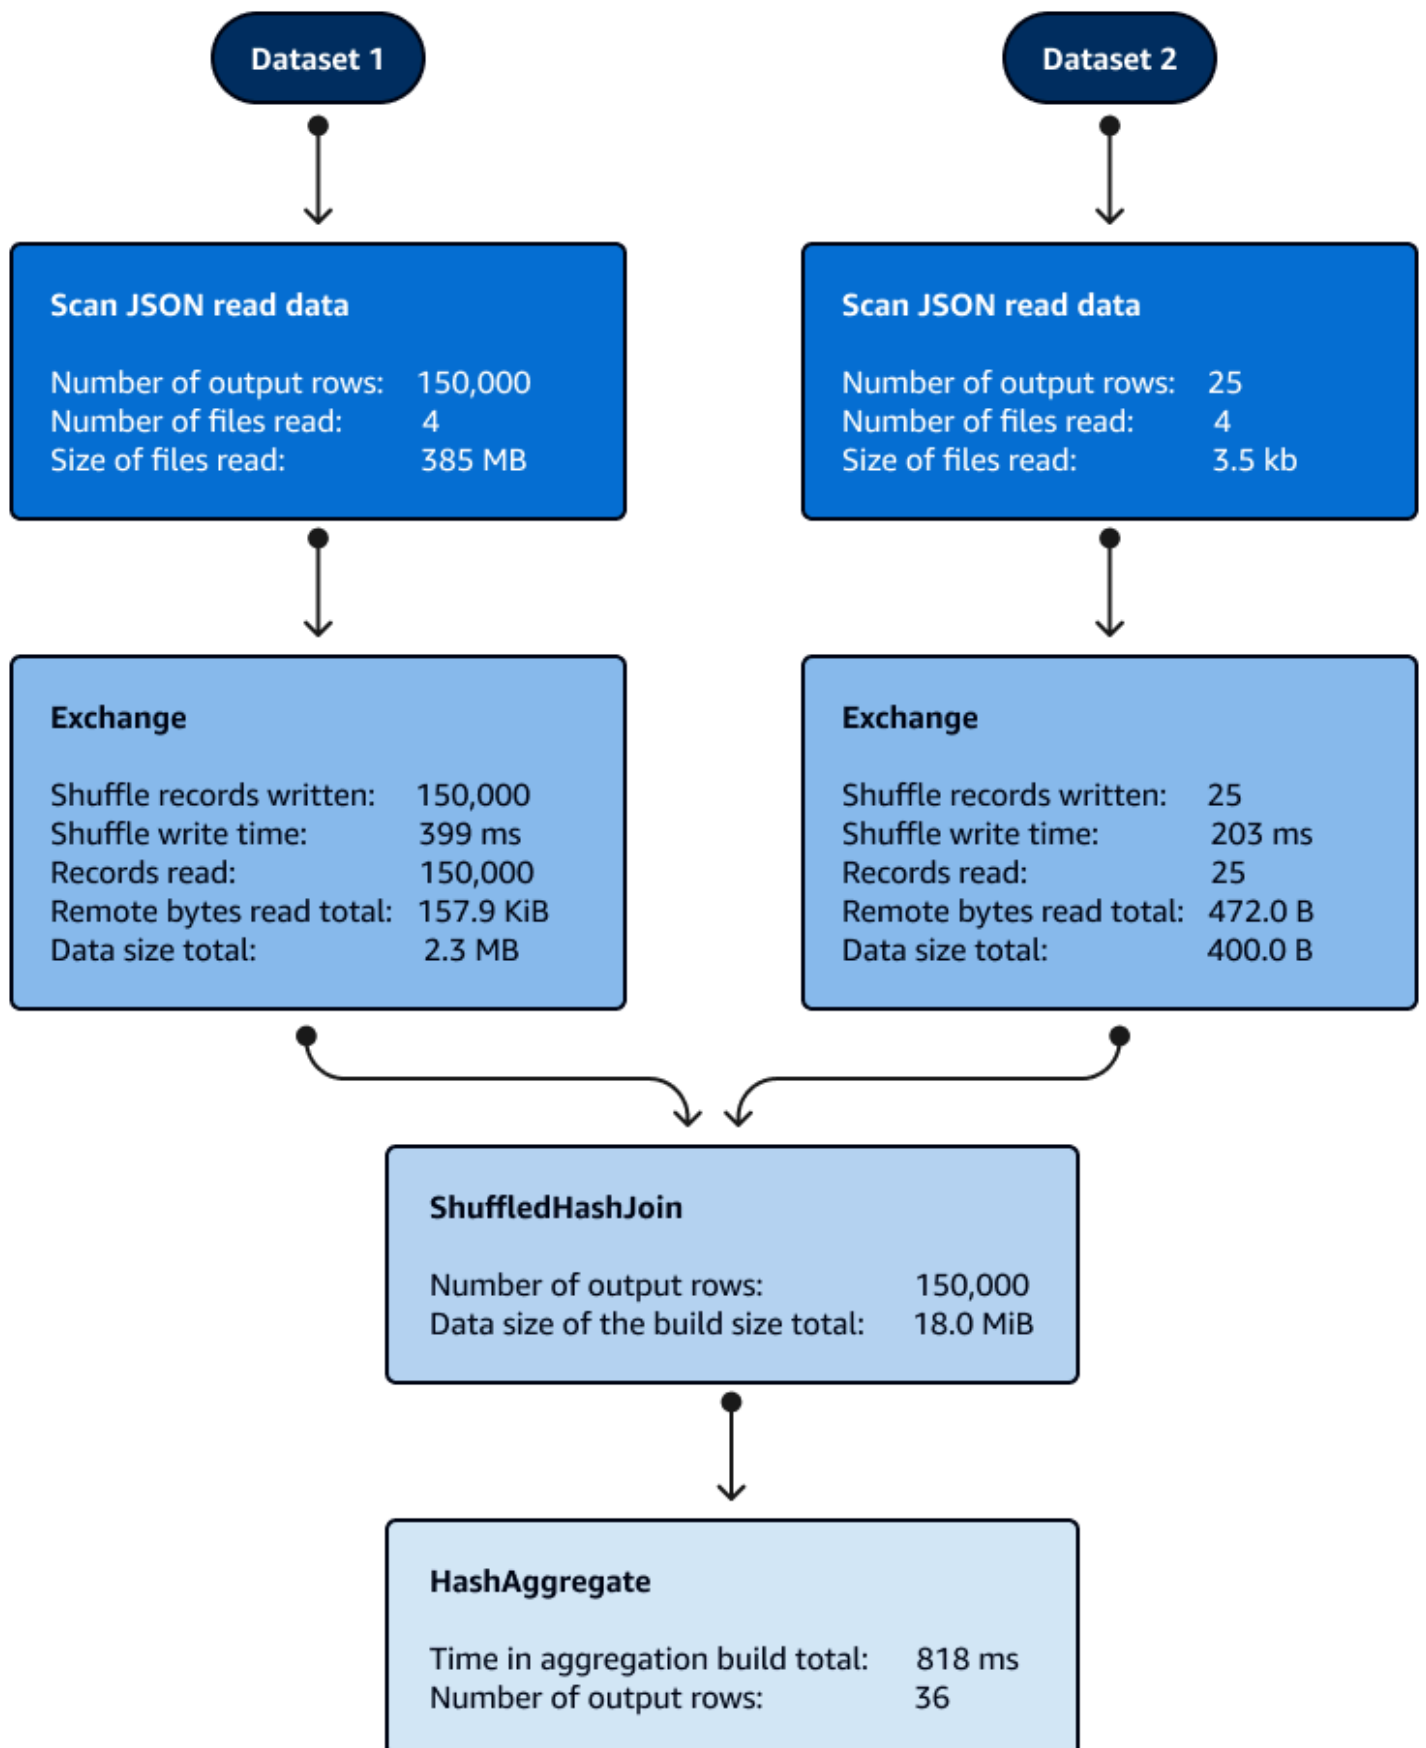 Dataset 1
Scan JSON read data
Number of output rows: 150,000
Number of files read: 4
Size of files read: 385 MB
Exchange
Shuffle records written: 150,000
Shuffle write time: 399 ms
Records read: 150,000
Remote bytes read total: 157.9 KiB
Data size total: 2.3 MB
Dataset 2
Scan JSON read data
Number of output rows: 25
Number of files read: 4
Size of files read: 3.5 kb
Exchange
Shuffle records written: 25
Shuffle write time: 203 ms
Records read: 25
Remote bytes read total: 472.0 B
Data size total: 400.0 B
ShuffledHashJoin
Number of output rows: 150,000
Data size of the build size total: 18.0 MiB
HashAggregate
Time in aggregation build total: 818 ms
Number of output rows: 36